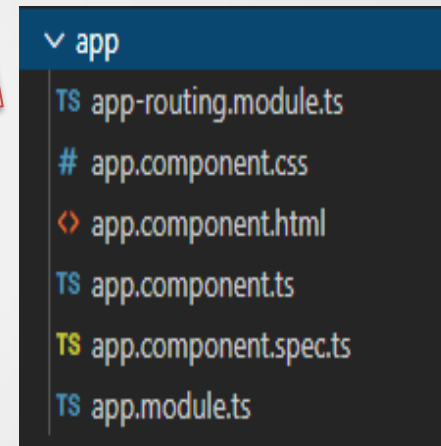 app
TS app-routing.module.ts
# app.component.css
<> app.component.html
TS app.component.ts
TS app.component.spec.ts
TS app.module.ts